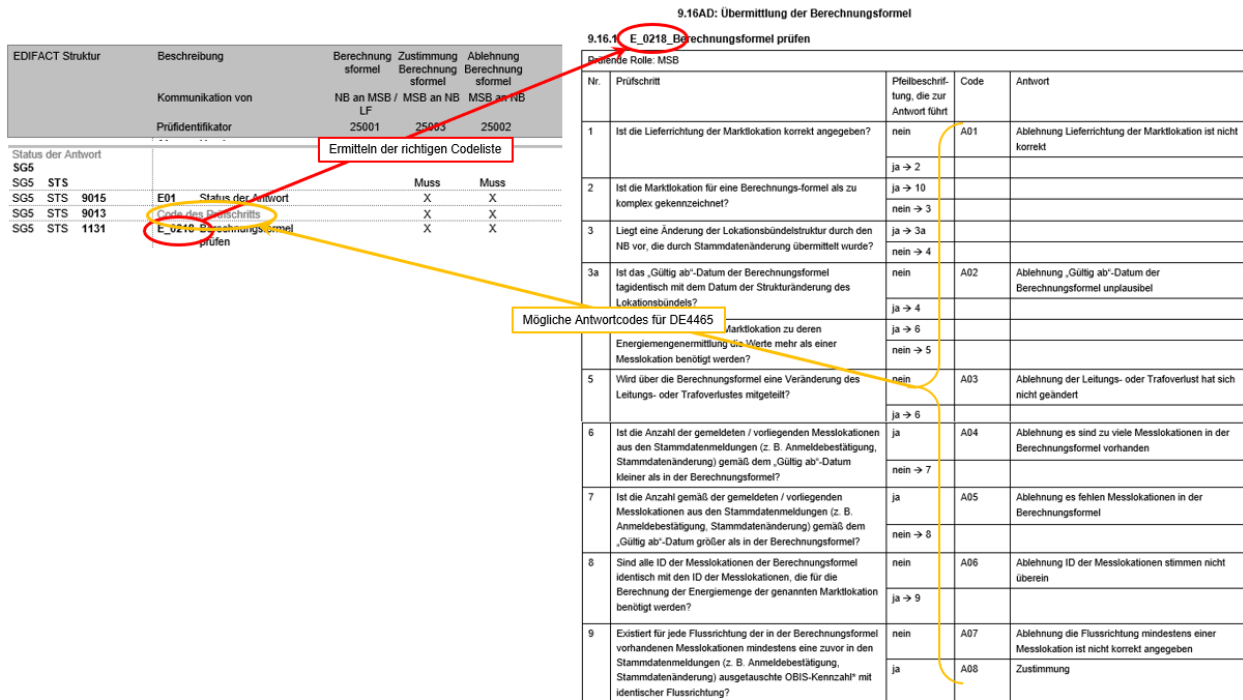 9.16AD: Übermittlung der Berechnungsformel
EDIFACT Struktur Beschreibung Berechnung Zustimmung Ablehnung
sformel Berechnung Berechnung
sformel sformel
Kommunikation von NB an MSB / MSB an NB MSB an NB
LF
Prüfidentifikator 25001 25003 25002
Ermitteln der richtigen Codeliste
Status der Antwort
SG5
SG5 STS Muss Muss
SG5 STS 9015 E01 Status der Antwort X X
SG5 STS 9013 Code des Prüfschritts X X
SG5 STS 1131 E_0218 Berechnungsformel X X
prüfen
Mögliche Antwortcodes für DE4465
9.16.1 E_0218_Berechnungsformel prüfen
Prüfende Rolle: MSB
Nr. Prüfschritt Pfeilbeschrif- Code Antwort
tung, die zur
Antwort führt
1 Ist die Lieferrichtung der Marktlokation korrekt angegeben? nein A01 Ablehnung Lieferrichtung der Marktlokation ist nicht
korrekt
ja → 2
2 Ist die Marktlokation für eine Berechnungs-formel als zu ja → 10
komplex gekennzeichnet?
nein → 3
3 Liegt eine Änderung der Lokationsbündelstruktur durch den ja → 3a
NB vor, die durch Stammdatenänderung übermittelt wurde?
nein → 4
3a Ist das „Gültig ab“-Datum der Berechnungsformel nein A02 Ablehnung „Gültig ab“-Datum der
tagidentisch mit dem Datum der Strukturänderung des Berechnungsformel unplausibel
Lokationsbündels?
ja → 4
Marktlokation zu deren ja → 6
Energiemengenermittlung die Werte mehr als einer
Messlokation benötigt werden? nein → 5
5 Wird über die Berechnungsformel eine Veränderung des nein A03 Ablehnung der Leitungs- oder Trafoverlust hat sich
Leitungs- oder Trafoverlustes mitgeteilt? nicht geändert
ja → 6
6 Ist die Anzahl der gemeldeten / vorliegenden Messlokationen ja A04 Ablehnung es sind zu viele Messlokationen in der
aus den Stammdatenmeldungen (z. B. Anmeldebestätigung, Berechnungsformel vorhanden
Stammdatenänderung) gemäß dem „Gültig ab“-Datum nein → 7
kleiner als in der Berechnungsformel?
7 Ist die Anzahl gemäß der gemeldeten / vorliegenden ja A05 Ablehnung es fehlen Messlokationen in der
Messlokationen aus den Stammdatenmeldungen (z. B. Berechnungsformel
Anmeldebestätigung, Stammdatenänderung) gemäß dem
„Gültig ab“-Datum größer als in der Berechnungsformel? nein → 8
8 Sind alle ID der Messlokationen der Berechnungsformel nein A06 Ablehnung ID der Messlokationen stimmen nicht
identisch mit den ID der Messlokationen, die für die überein
Berechnung der Energiemenge der genannten Marktlokation ja → 9
benötigt werden?
9 Existiert für jede Flussrichtung der in der Berechnungsformel nein A07 Ablehnung die Flussrichtung mindestens einer
vorhandenen Messlokationen mindestens eine zuvor in den Messlokation ist nicht korrekt angegeben
Stammdatenmeldungen (z. B. Anmeldebestätigung, ja A08 Zustimmung
Stammdatenänderung) ausgetauschte OBIS-Kennzahl* mit
identischer Flussrichtung?